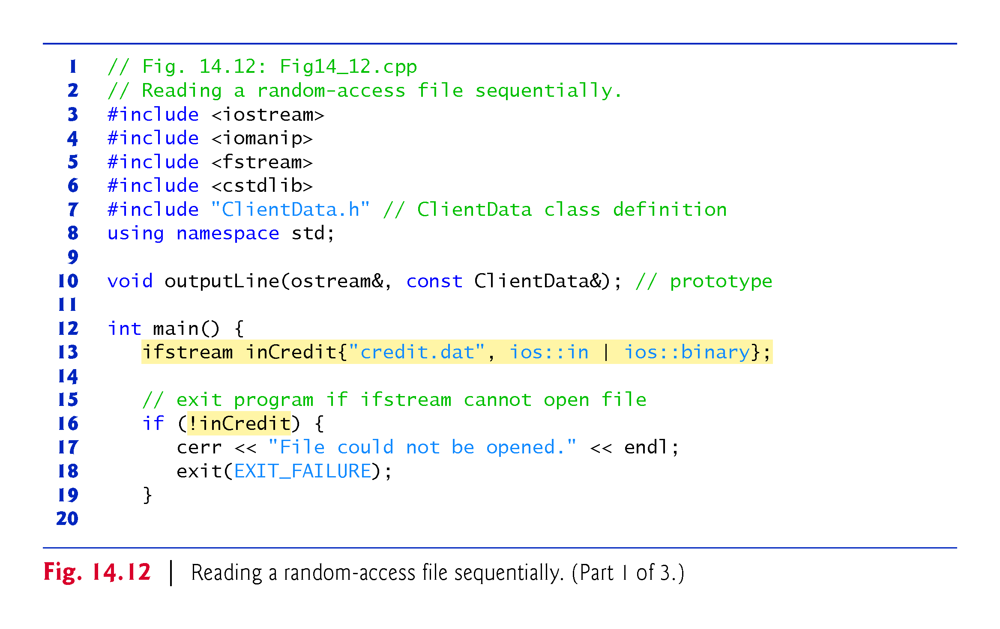 1 // Fig. 14.12: Fig14_12.cpp
2 // Reading a random-access file sequentially.
3 #include <iostream>
4 #include <iomanip>
5 #include <fstream>
6 #include <cstdlib>
7 #include "ClientData.h" // ClientData class definition
8 using namespace std;
9
10 void outputLine(ostream&, const ClientData&); // prototype
11
12 int main() {
13    ifstream inCredit{"credit.dat", ios::in | ios::binary};
14
15    // exit program if ifstream cannot open file
16    if (!inCredit) {
17       cerr << "File could not be opened." << endl;
18       exit(EXIT_FAILURE);
19    }
20
Fig. 14.12 | Reading a random-access file sequentially. (Part 1 of 3.)